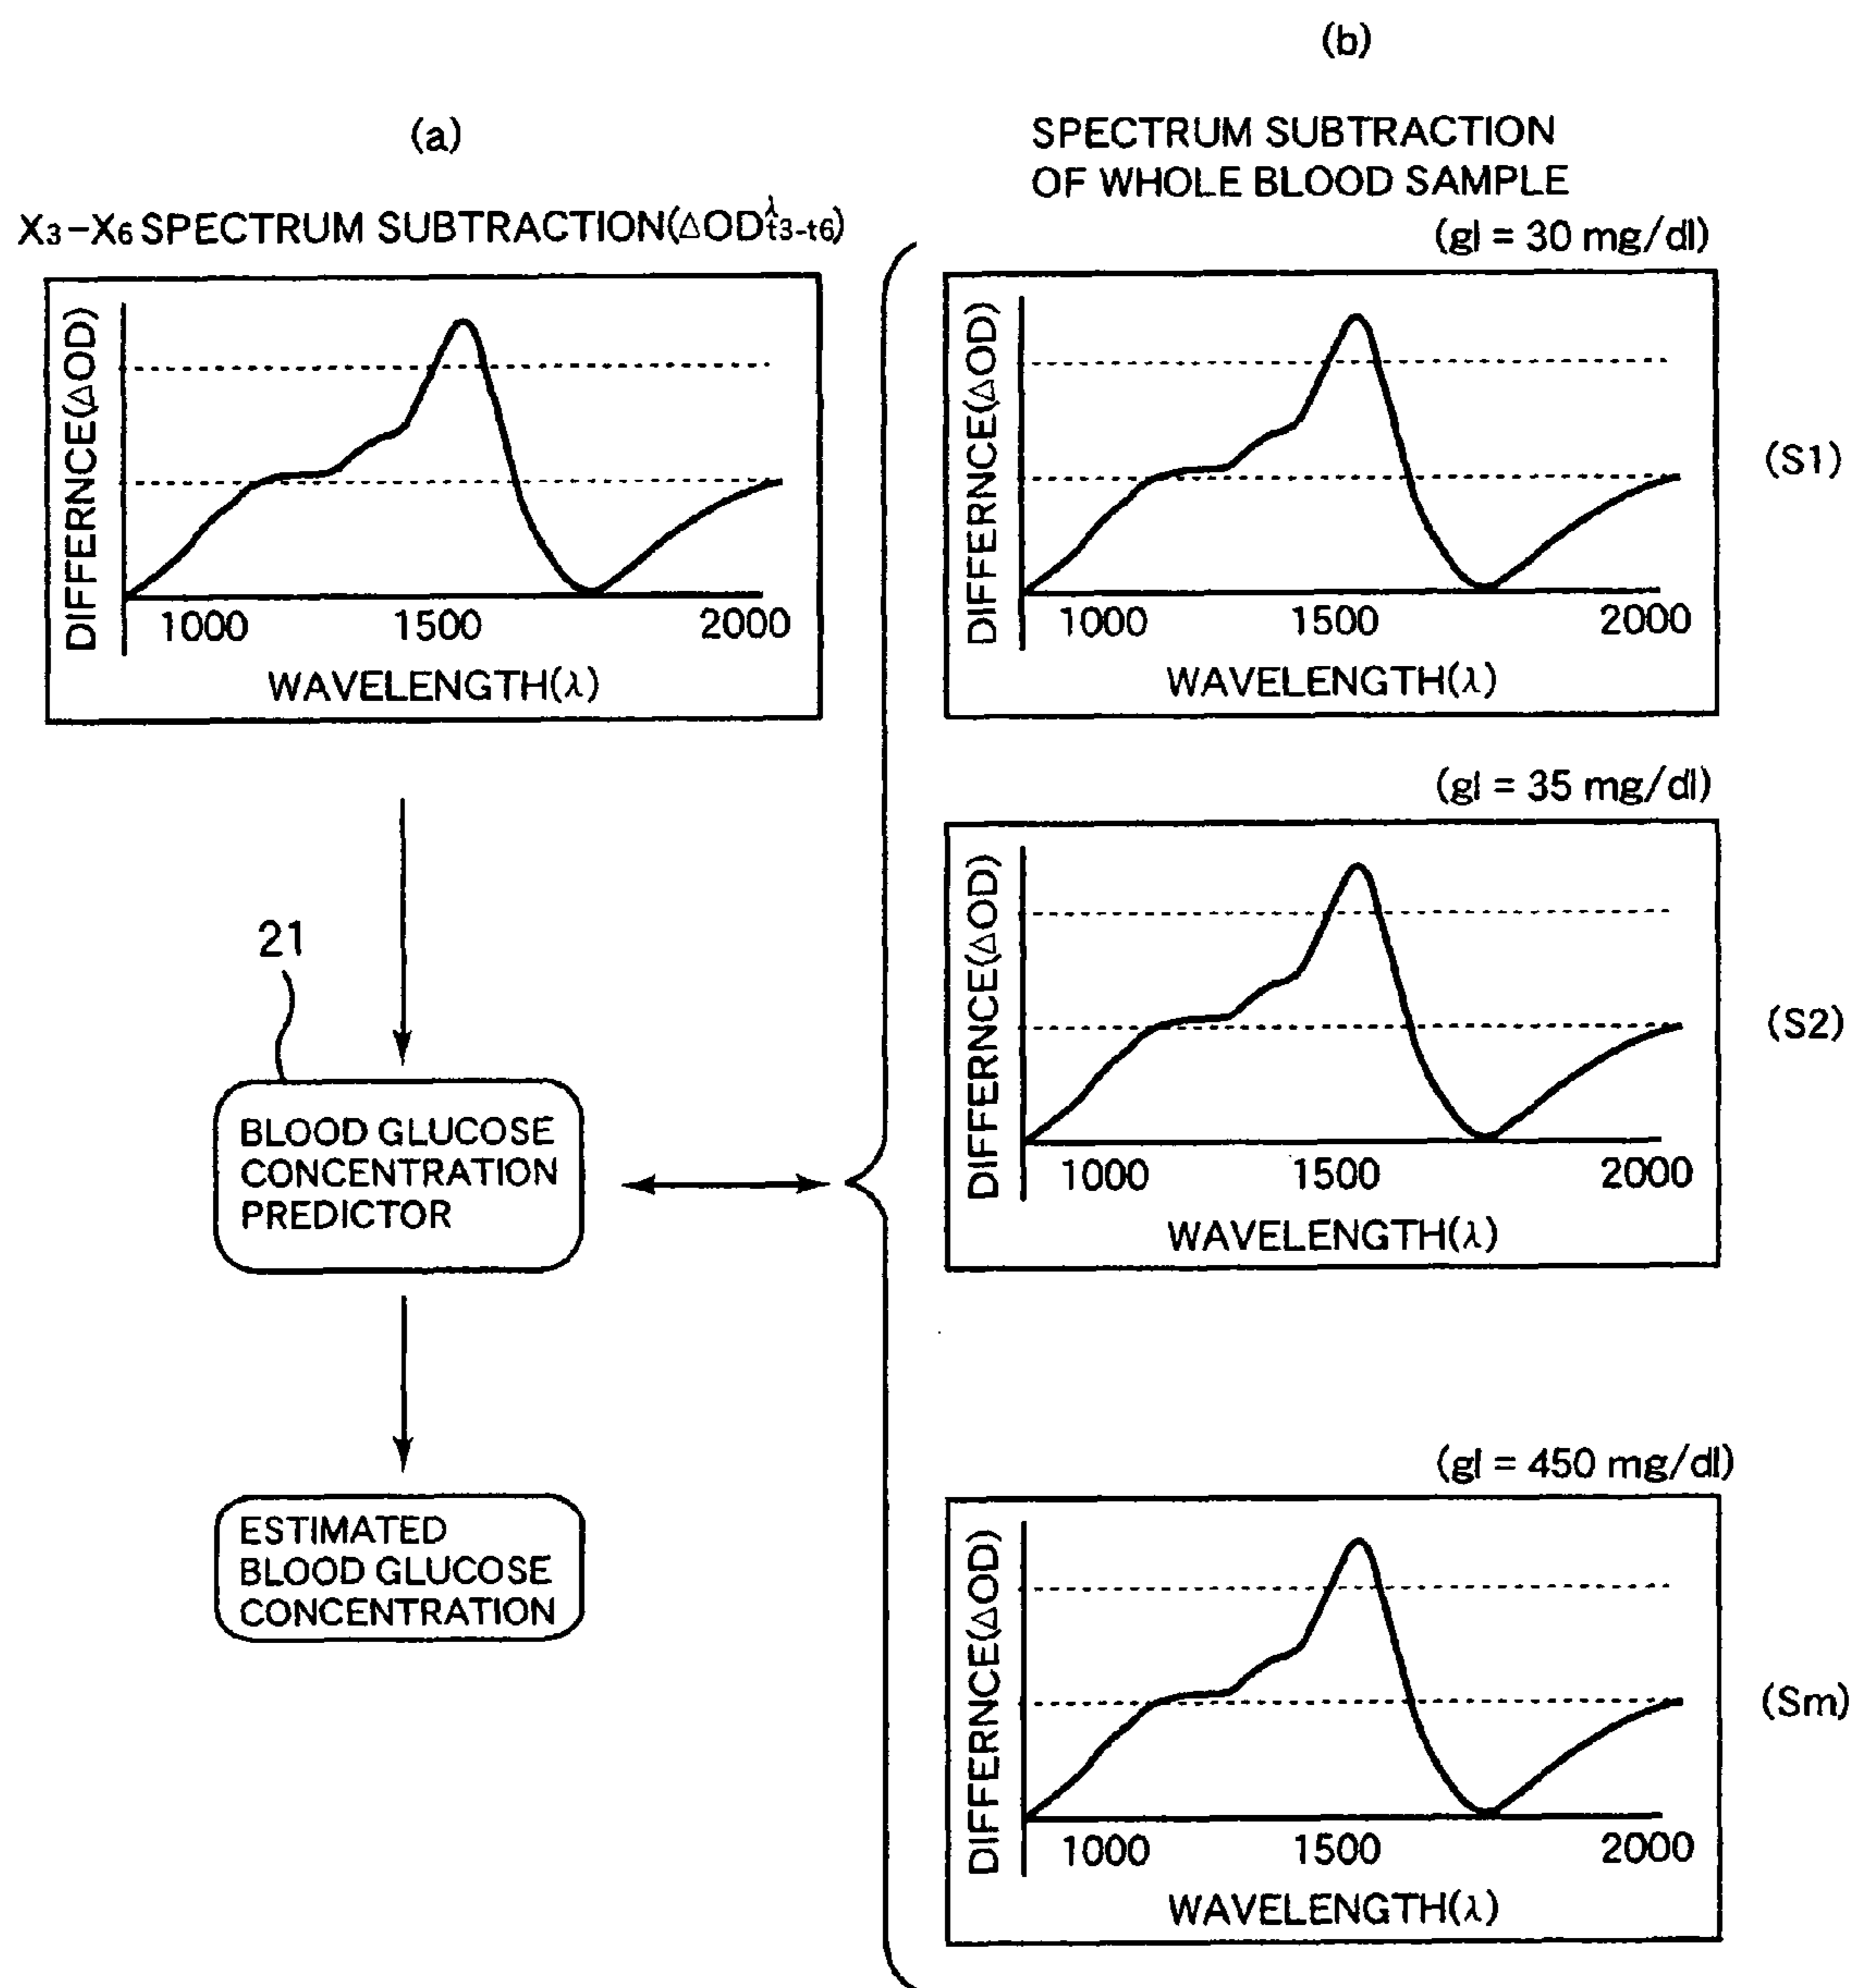 (a)
X3-X6 SPECTRUM SUBTRACTION(ΔOD^λ_t3-t6)
DIFFERNCE(ΔOD)
1000 1500 2000
WAVELENGTH(λ)
21
BLOOD GLUCOSE
CONCENTRATION
PREDICTOR
ESTIMATED
BLOOD GLUCOSE
CONCENTRATION
(b)
SPECTRUM SUBTRACTION
OF WHOLE BLOOD SAMPLE
(gl = 30 mg/dl)
DIFFERNCE(ΔOD)
1000 1500 2000
WAVELENGTH(λ)
(S1)
(gl = 35 mg/dl)
DIFFERNCE(ΔOD)
1000 1500 2000
WAVELENGTH(λ)
(S2)
(gl = 450 mg/dl)
DIFFERNCE(ΔOD)
1000 1500 2000
WAVELENGTH(λ)
(Sm)